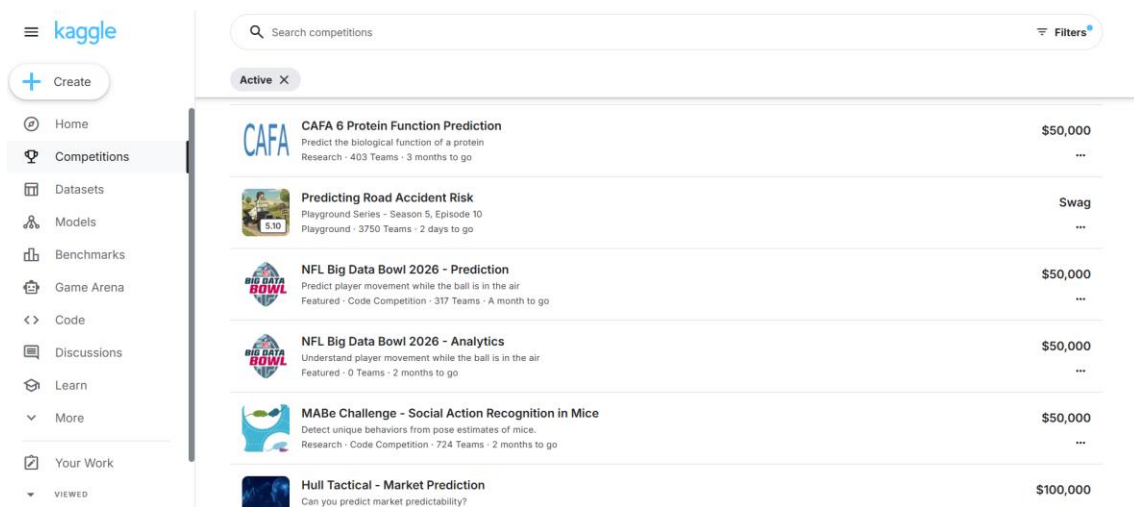 kaggle
Search competitions
Filters
Create
Active
Home
Competitions
Datasets
Models
Benchmarks
Game Arena
Code
Discussions
Learn
More
Your Work
VIEWED
CAFA
CAFA 6 Protein Function Prediction
Predict the biological function of a protein
Research · 403 Teams · 3 months to go
$50,000
5.10
Predicting Road Accident Risk
Playground Series - Season 5, Episode 10
Playground · 3750 Teams · 2 days to go
Swag
BIG DATA
BOWL
NFL Big Data Bowl 2026 - Prediction
Predict player movement while the ball is in the air
Featured · Code Competition · 317 Teams · A month to go
$50,000
BIG DATA
BOWL
NFL Big Data Bowl 2026 - Analytics
Understand player movement while the ball is in the air
Featured · 0 Teams · 2 months to go
$50,000
MABe Challenge - Social Action Recognition in Mice
Detect unique behaviors from pose estimates of mice.
Research · Code Competition · 724 Teams · 2 months to go
$50,000
Hull Tactical - Market Prediction
Can you predict market predictability?
$100,000